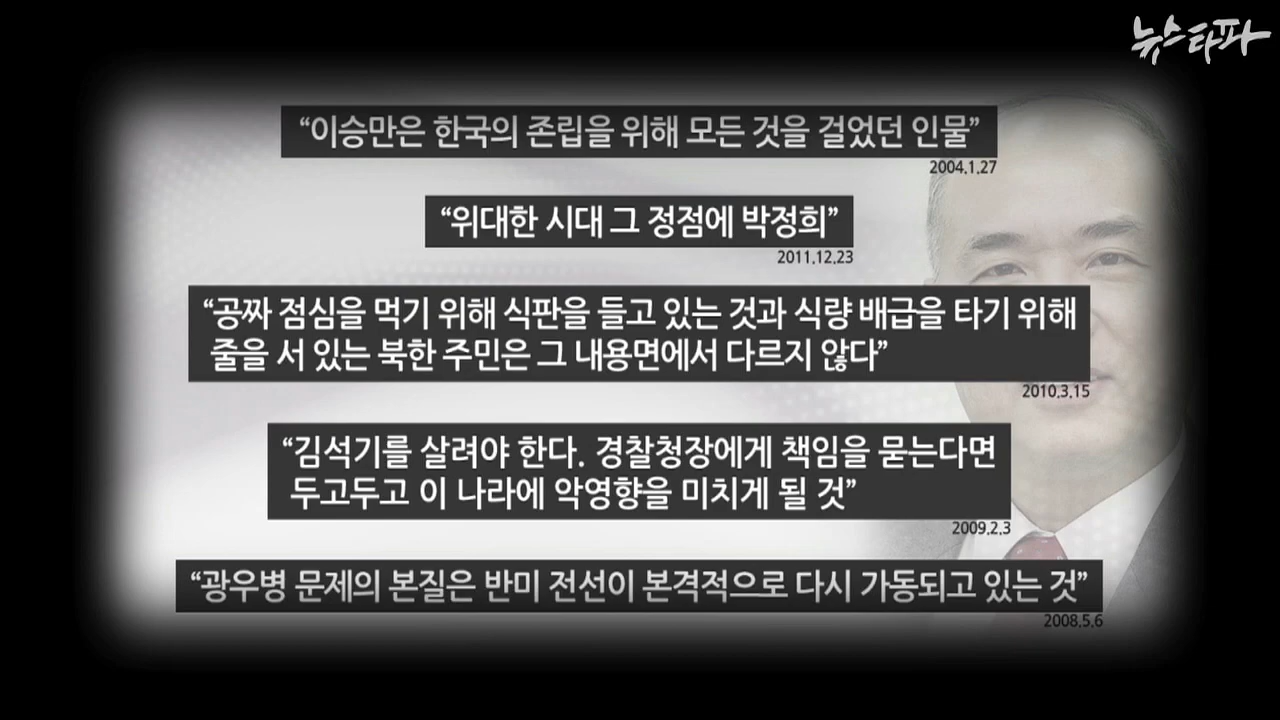 뉴스타파
“이승만은 한국의 존립을 위해 모든 것을 걸었던 인물”
2004.1.27
“위대한 시대 그 정점에 박정희”
2011.12.23
“공짜 점심을 먹기 위해 식판을 들고 있는 것과 식량 배급을 타기 위해
줄을 서 있는 북한 주민은 그 내용면에서 다르지 않다”
2010.3.15
“김석기를 살려야 한다. 경찰청장에게 책임을 묻는다면
두고두고 이 나라에 악영향을 미치게 될 것”
2009.2.3
“광우병 문제의 본질은 반미 전선이 본격적으로 다시 가동되고 있는 것”
2008.5.6